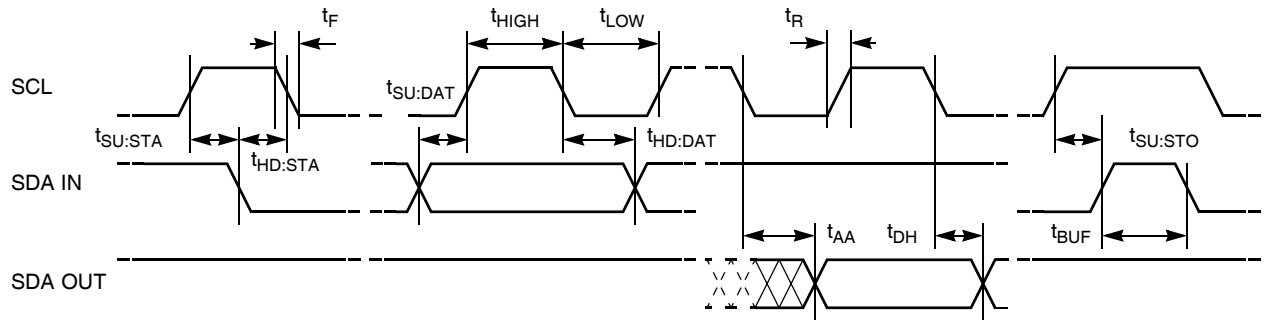 tF tHIGH tLOW tR
SCL
tSU:DAT
tSU:STA tHD:STA tHD:DAT tSU:STO
SDA IN
tAA tDH tBUF
SDA OUT